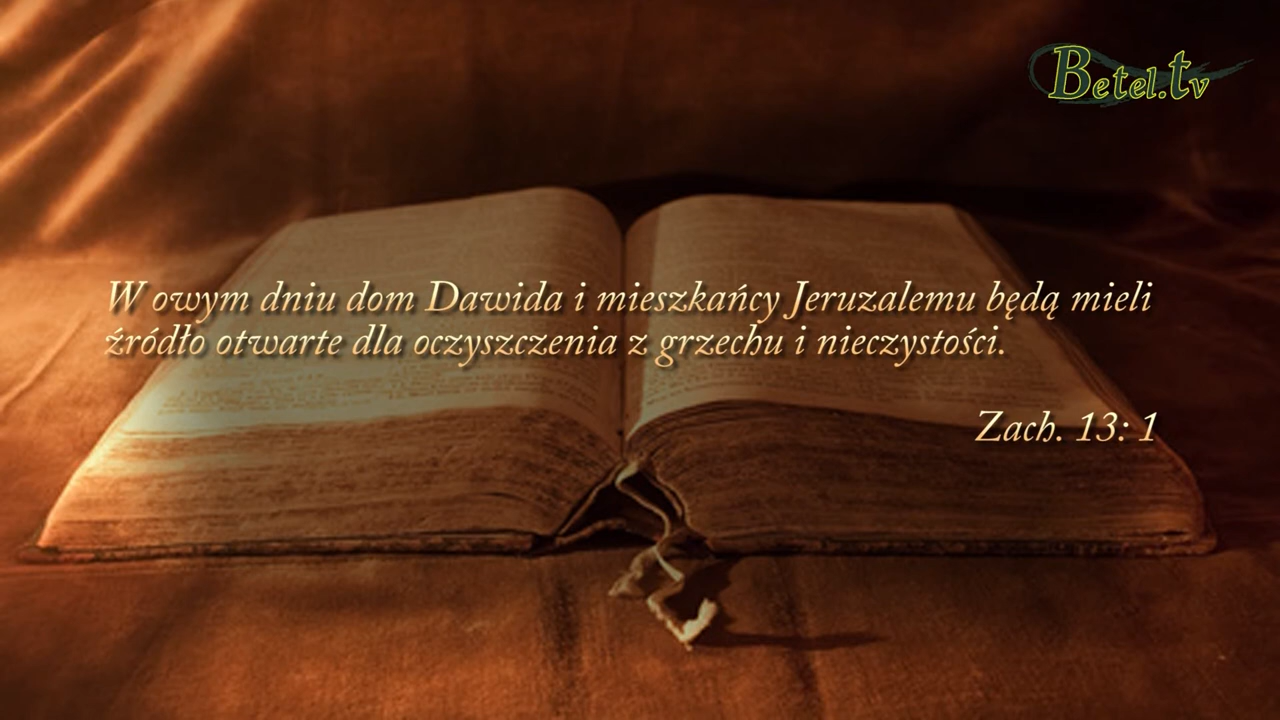 Betel.tv
W owym dniu dom Dawida i mieszkańcy Jeruzalemu będą mieli
źródło otwarte dla oczyszczenia z grzechu i nieczystości.
Zach. 13: 1